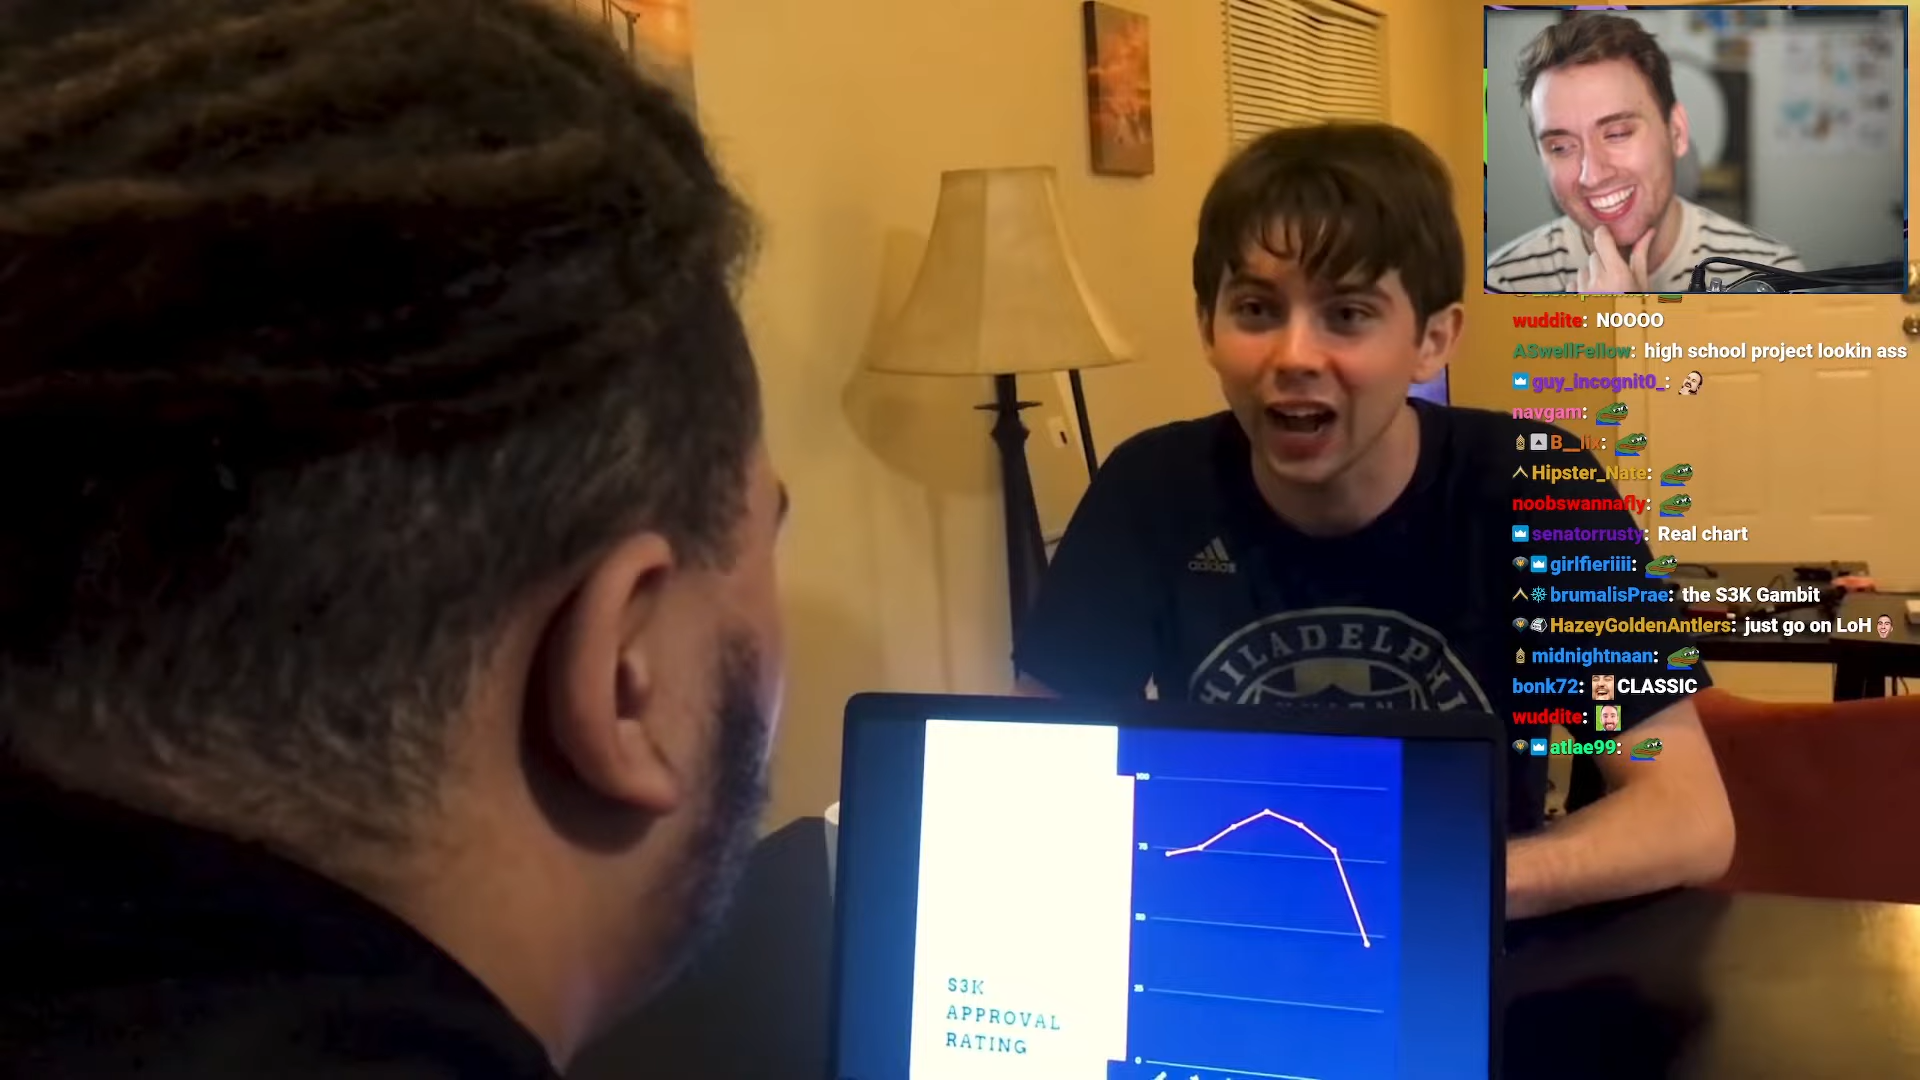 wuddite: NOOOO
ASwellFellow: high school project lookin ass
guy_incognit0_:
navgam:
B__lix:
Hipster_Nate:
noobswannafly:
senatorrusty: Real chart
girlfieriiii:
brumalisPrae: the S3K Gambit
HazeyGoldenAntlers: just go on LoH
midnightnaan:
bonk72: CLASSIC
wuddite:
atlae99:
adidas
PHILADELPHI
100
75
50
25
0
S3K
APPROVAL
RATING